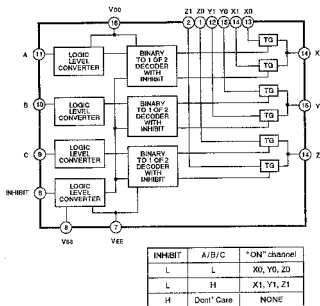 VDD
16
Z1 Z0 Y1 Y0 X1 X0
2 1 12 15 14 13
A 11 LOGIC LEVEL CONVERTER
BINARY TO 1 OF 2 DECODER WITH INHIBIT
TG
TG
14 X
B 10 LOGIC LEVEL CONVERTER
BINARY TO 1 OF 2 DECODER WITH INHIBIT
TG
TG
15 Y
C 9 LOGIC LEVEL CONVERTER
BINARY TO 1 OF 2 DECODER WITH INHIBIT
TG
TG
14 Z
INHIBIT 6 LOGIC LEVEL CONVERTER
8 7
VSS VEE
INHIBIT A/B/C "ON" channel
L L X0, Y0, Z0
L H X1, Y1, Z1
H Dont' Care NONE